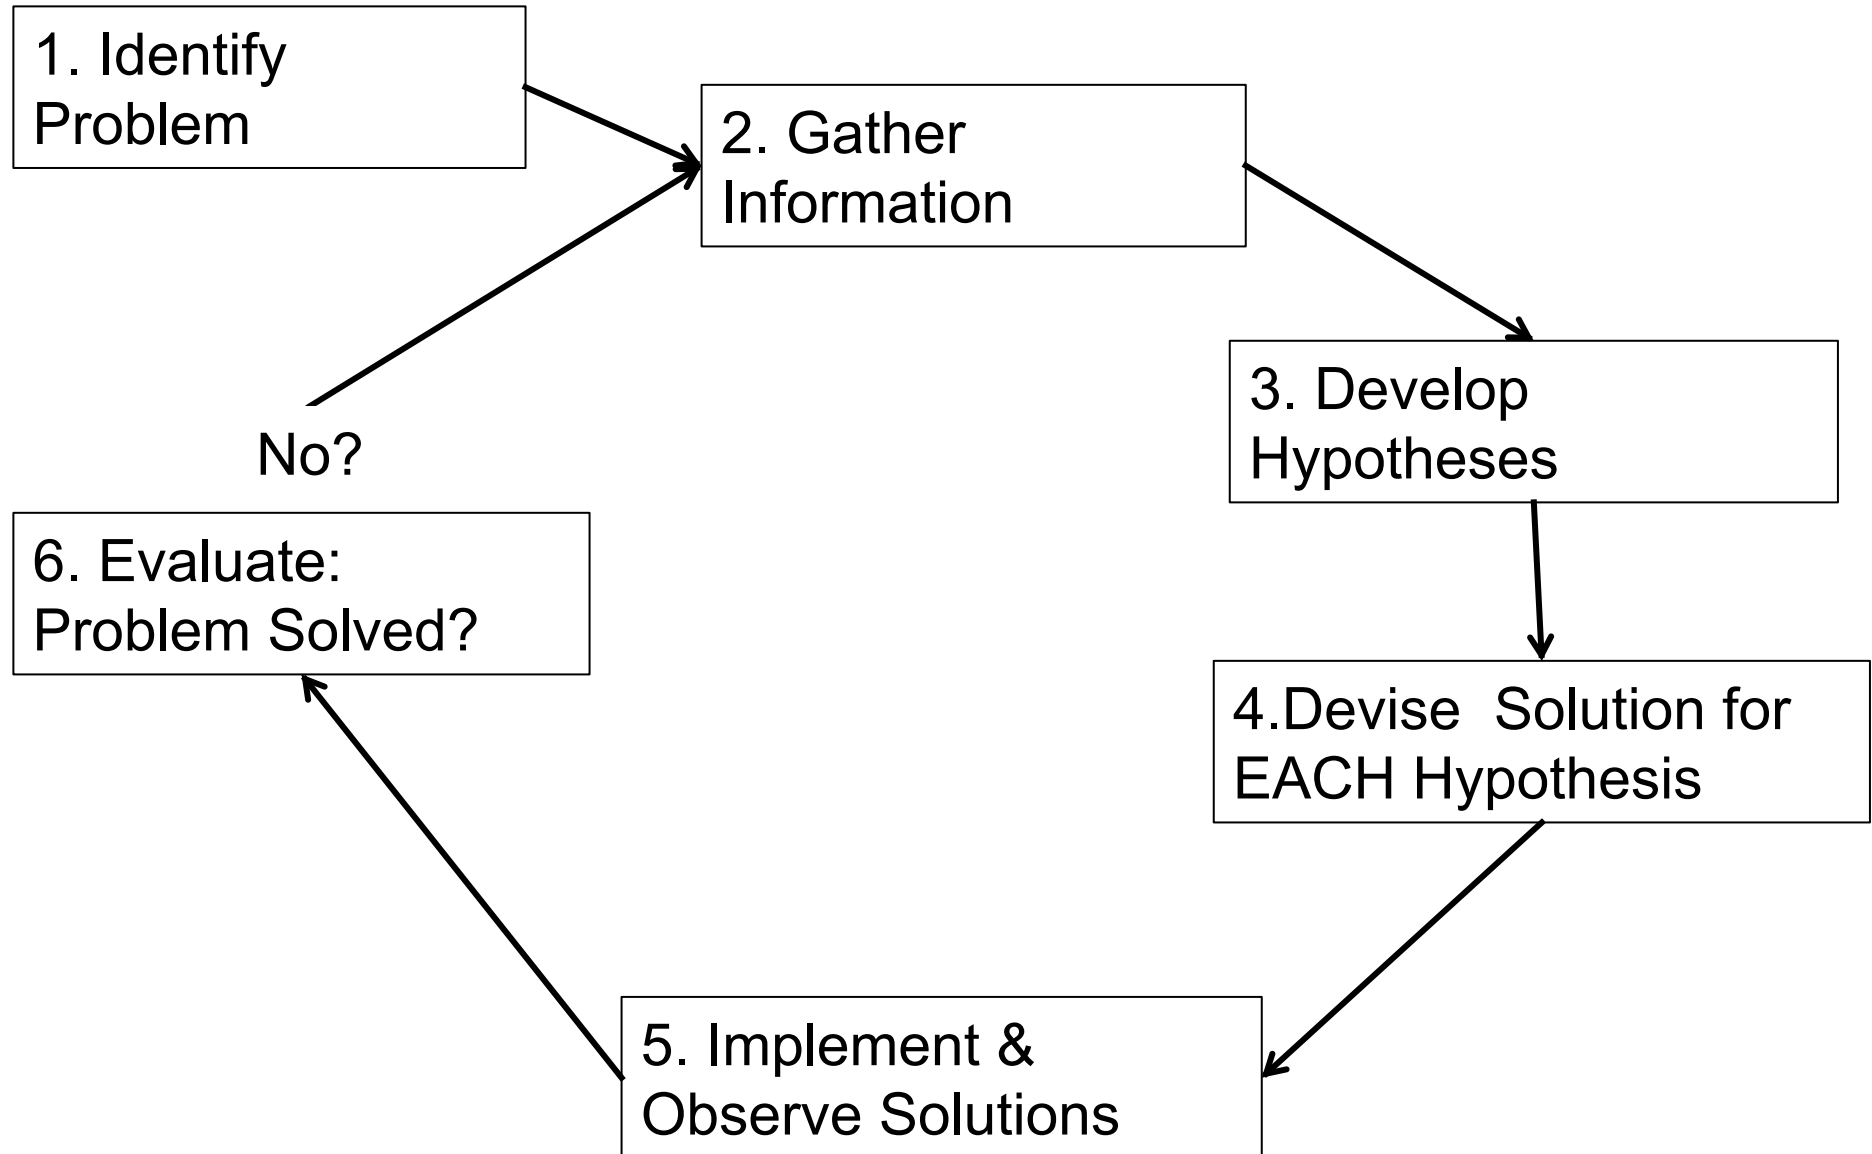 1. Identify
Problem
2. Gather
Information
3. Develop
Hypotheses
4.Devise  Solution for
EACH Hypothesis
5. Implement &
Observe Solutions
6. Evaluate:
Problem Solved?
No?